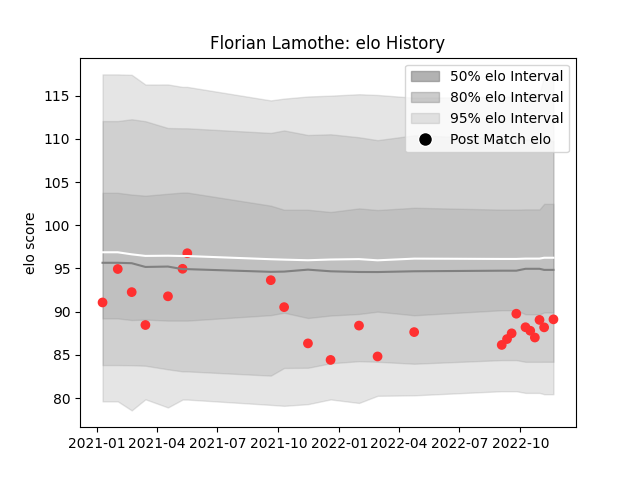 Florian Lamothe: elo History
50% elo Interval
80% elo Interval
95% elo Interval
Post Match elo
elo score
115
110
105
100
95
90
85
80
2021-01 2021-04 2021-07 2021-10 2022-01 2022-04 2022-07 2022-10